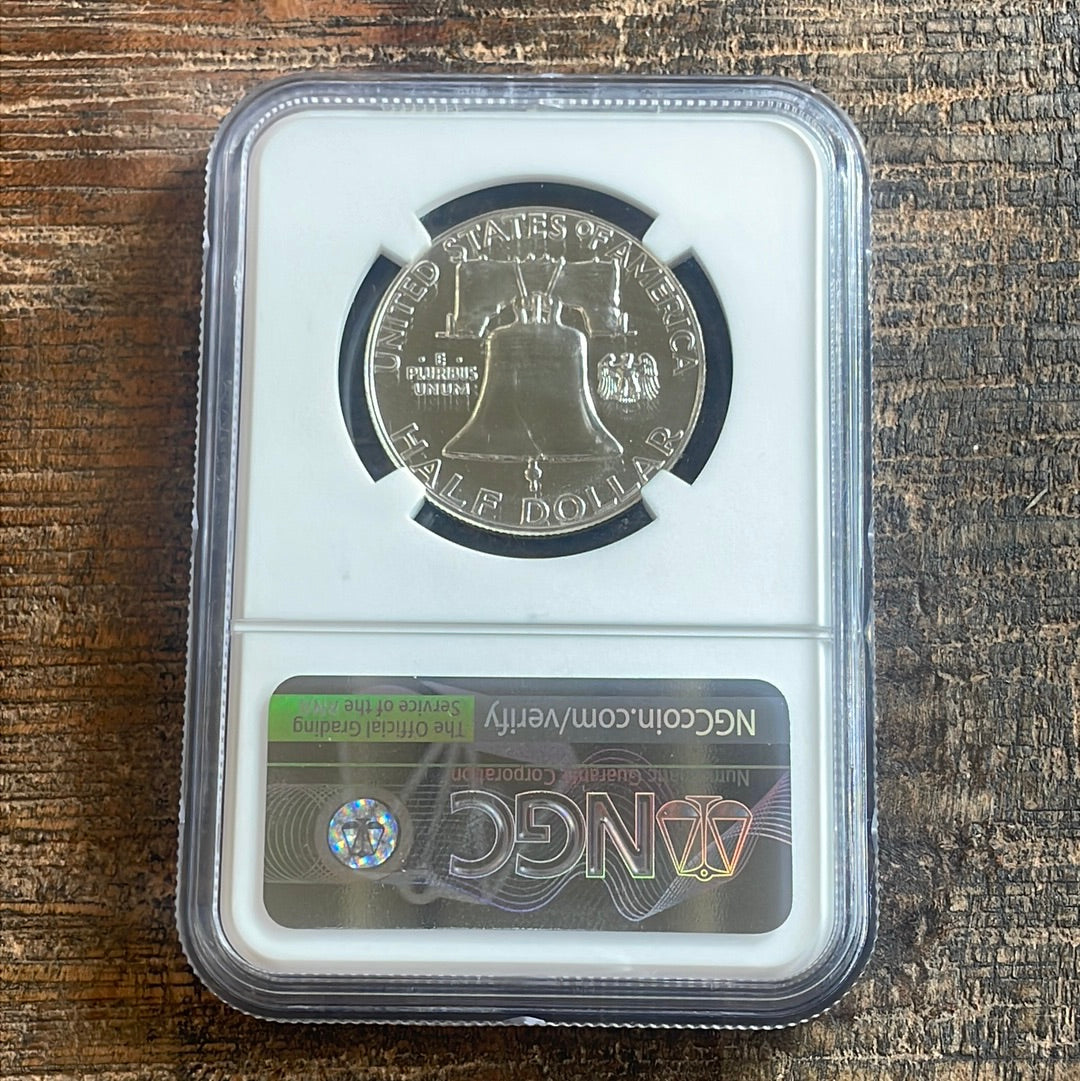 UNITED STATES OF AMERICA
· E ·
PLURIBUS
UNUM
HALF DOLLAR
NGCcoin.com/verify
The Official Grading
Service of the ANA
Numismatic Guaranty Corporation
NGC